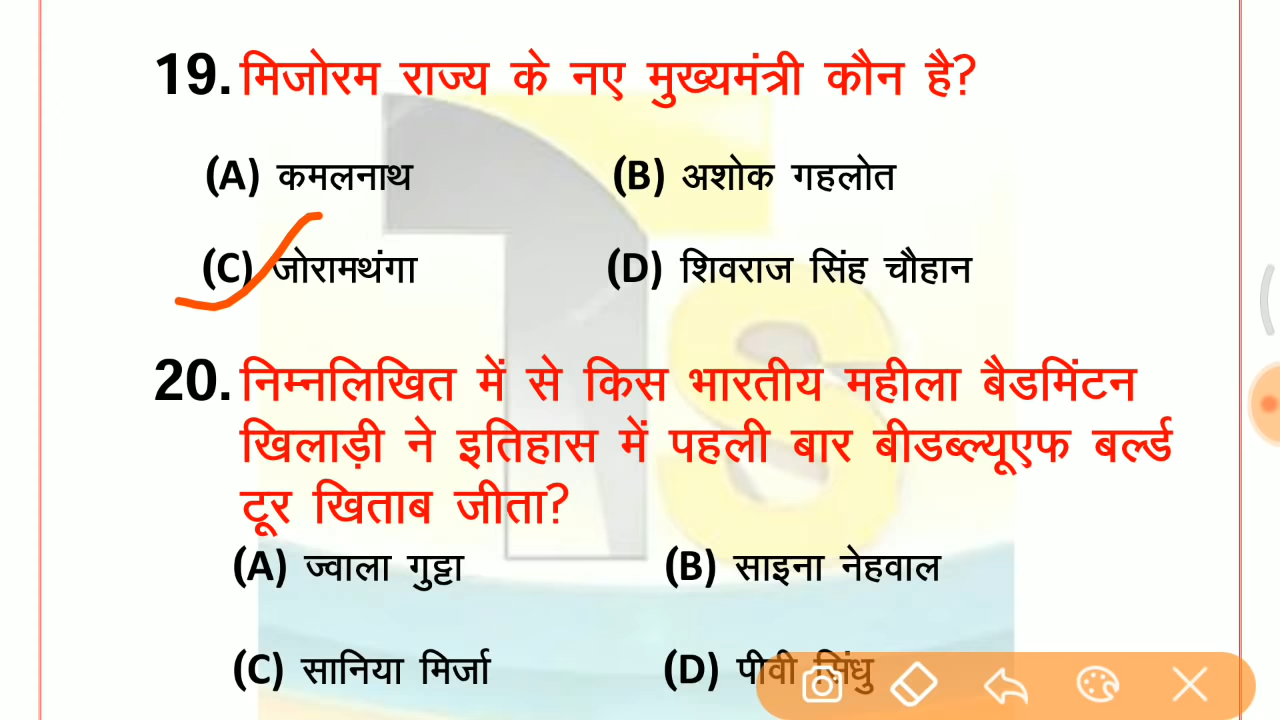 19. मिजोरम राज्य के नए मुख्यमंत्री कौन है?
(A) कमलनाथ (B) अशोक गहलोत
(C) जोरामथंगा (D) शिवराज सिंह चौहान
20. निम्नलिखित में से किस भारतीय महीला बैडमिंटन
खिलाड़ी ने इतिहास में पहली बार बीडब्ल्यूएफ बर्ल्ड
टूर खिताब जीता?
(A) ज्वाला गुट्टा (B) साइना नेहवाल
(C) सानिया मिर्जा (D) पीवी सिंधु